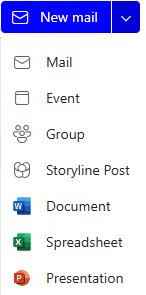 New mail
Mail
Event
Group
Storyline Post
Document
Spreadsheet
Presentation